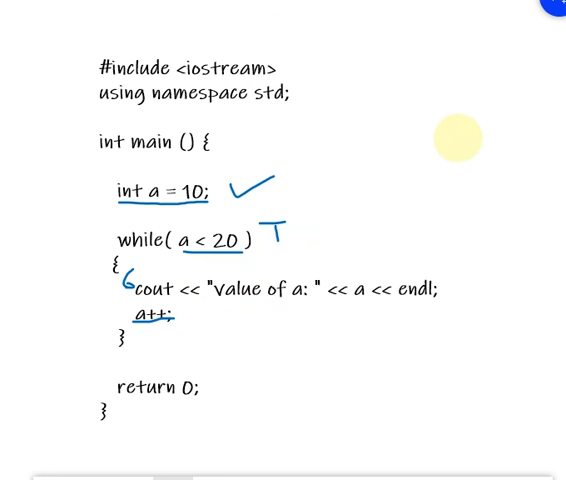 #include <iostream>
using namespace std;
int main () {
int a = 10;
while( a < 20 ) T
{
cout << "value of a: " << a << endl;
a++;
}
return 0;
}